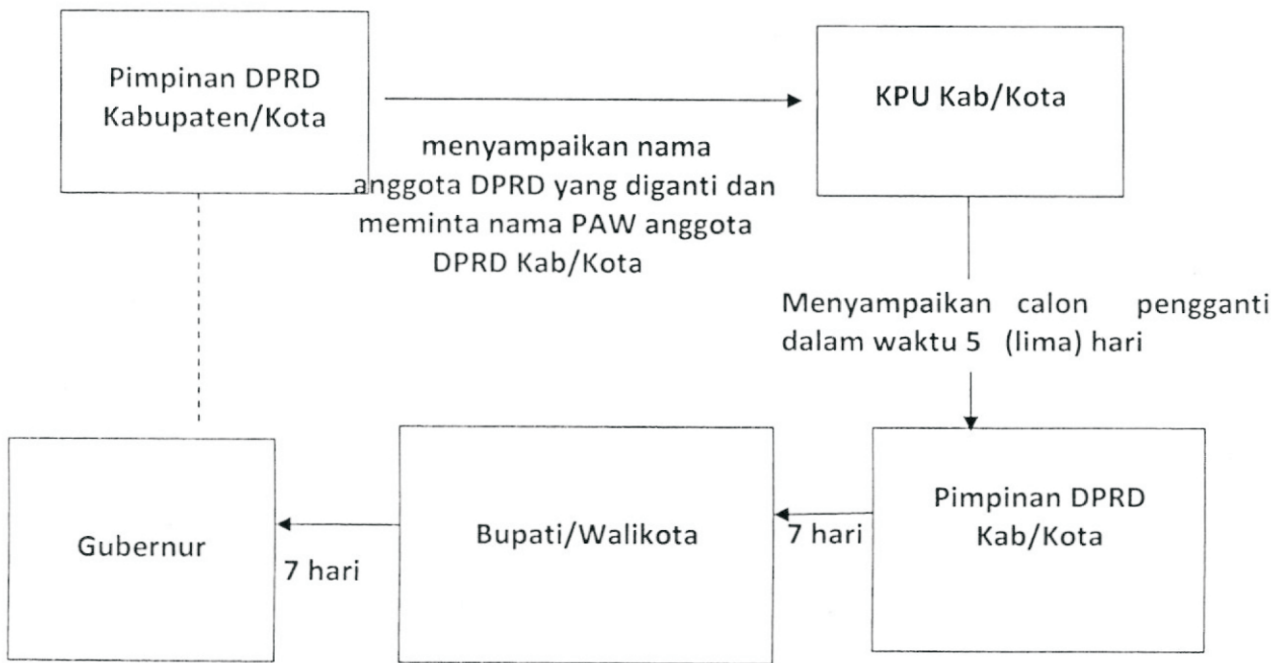 Pimpinan DPRD
Kabupaten/Kota
KPU Kab/Kota
menyampaikan nama
anggota DPRD yang diganti dan
meminta nama PAW anggota
DPRD Kab/Kota
Menyampaikan calon pengganti
dalam waktu 5 (lima) hari
Pimpinan DPRD
Kab/Kota
7 hari
Bupati/Walikota
7 hari
Gubernur